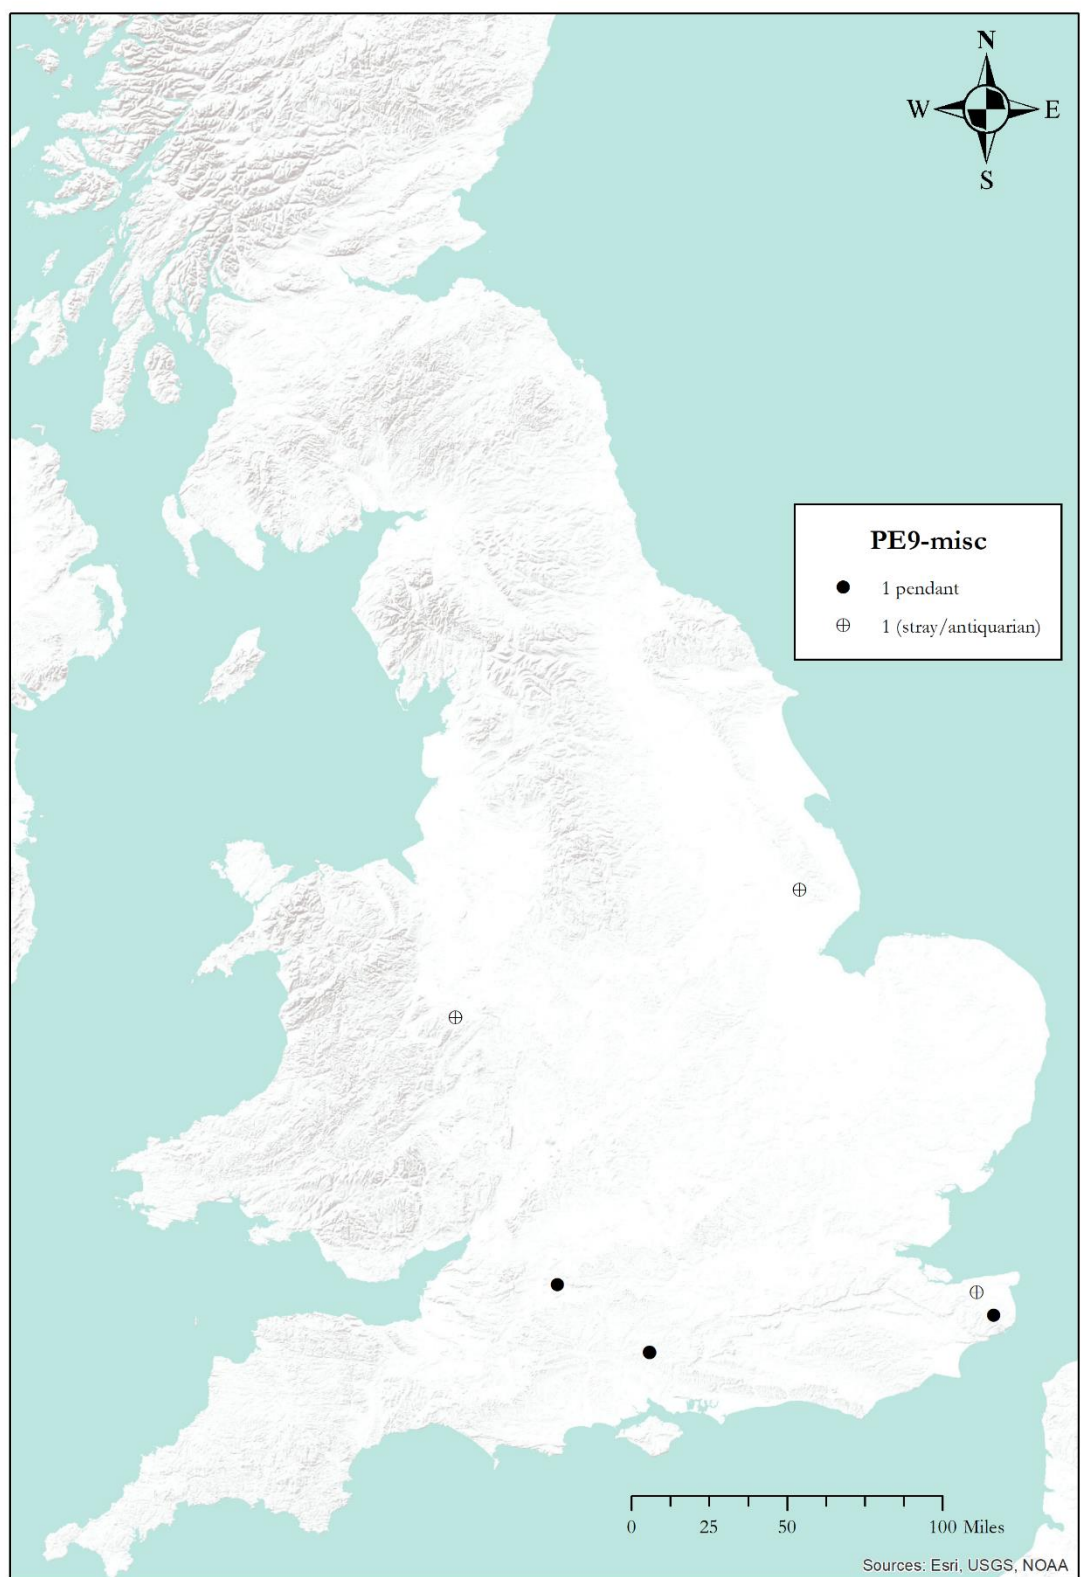 N
W E
S
PE9-misc
1 pendant
1 (stray/antiquarian)
0 25 50 100 Miles
Sources: Esri, USGS, NOAA